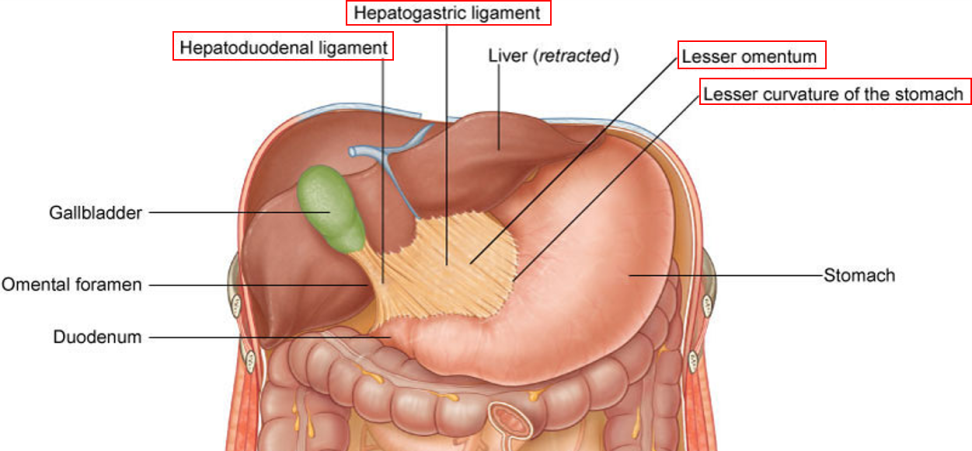 Hepatogastric ligament
Hepatoduodenal ligament
Liver (retracted)
Lesser omentum
Lesser curvature of the stomach
Gallbladder
Omental foramen
Stomach
Duodenum